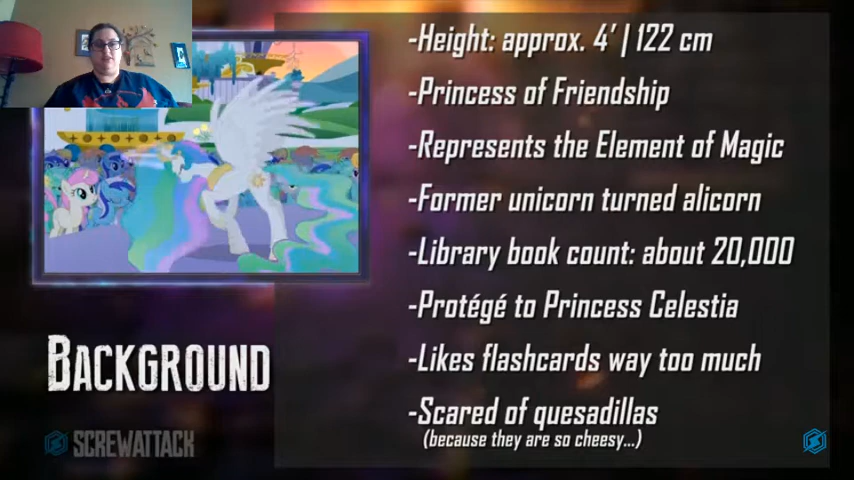 -Height: approx. 4' | 122 cm
-Princess of Friendship
-Represents the Element of Magic
-Former unicorn turned alicorn
-Library book count: about 20,000
-Protégé to Princess Celestia
-Likes flashcards way too much
-Scared of quesadillas
(because they are so cheesy...)
Background
ScrewAttack